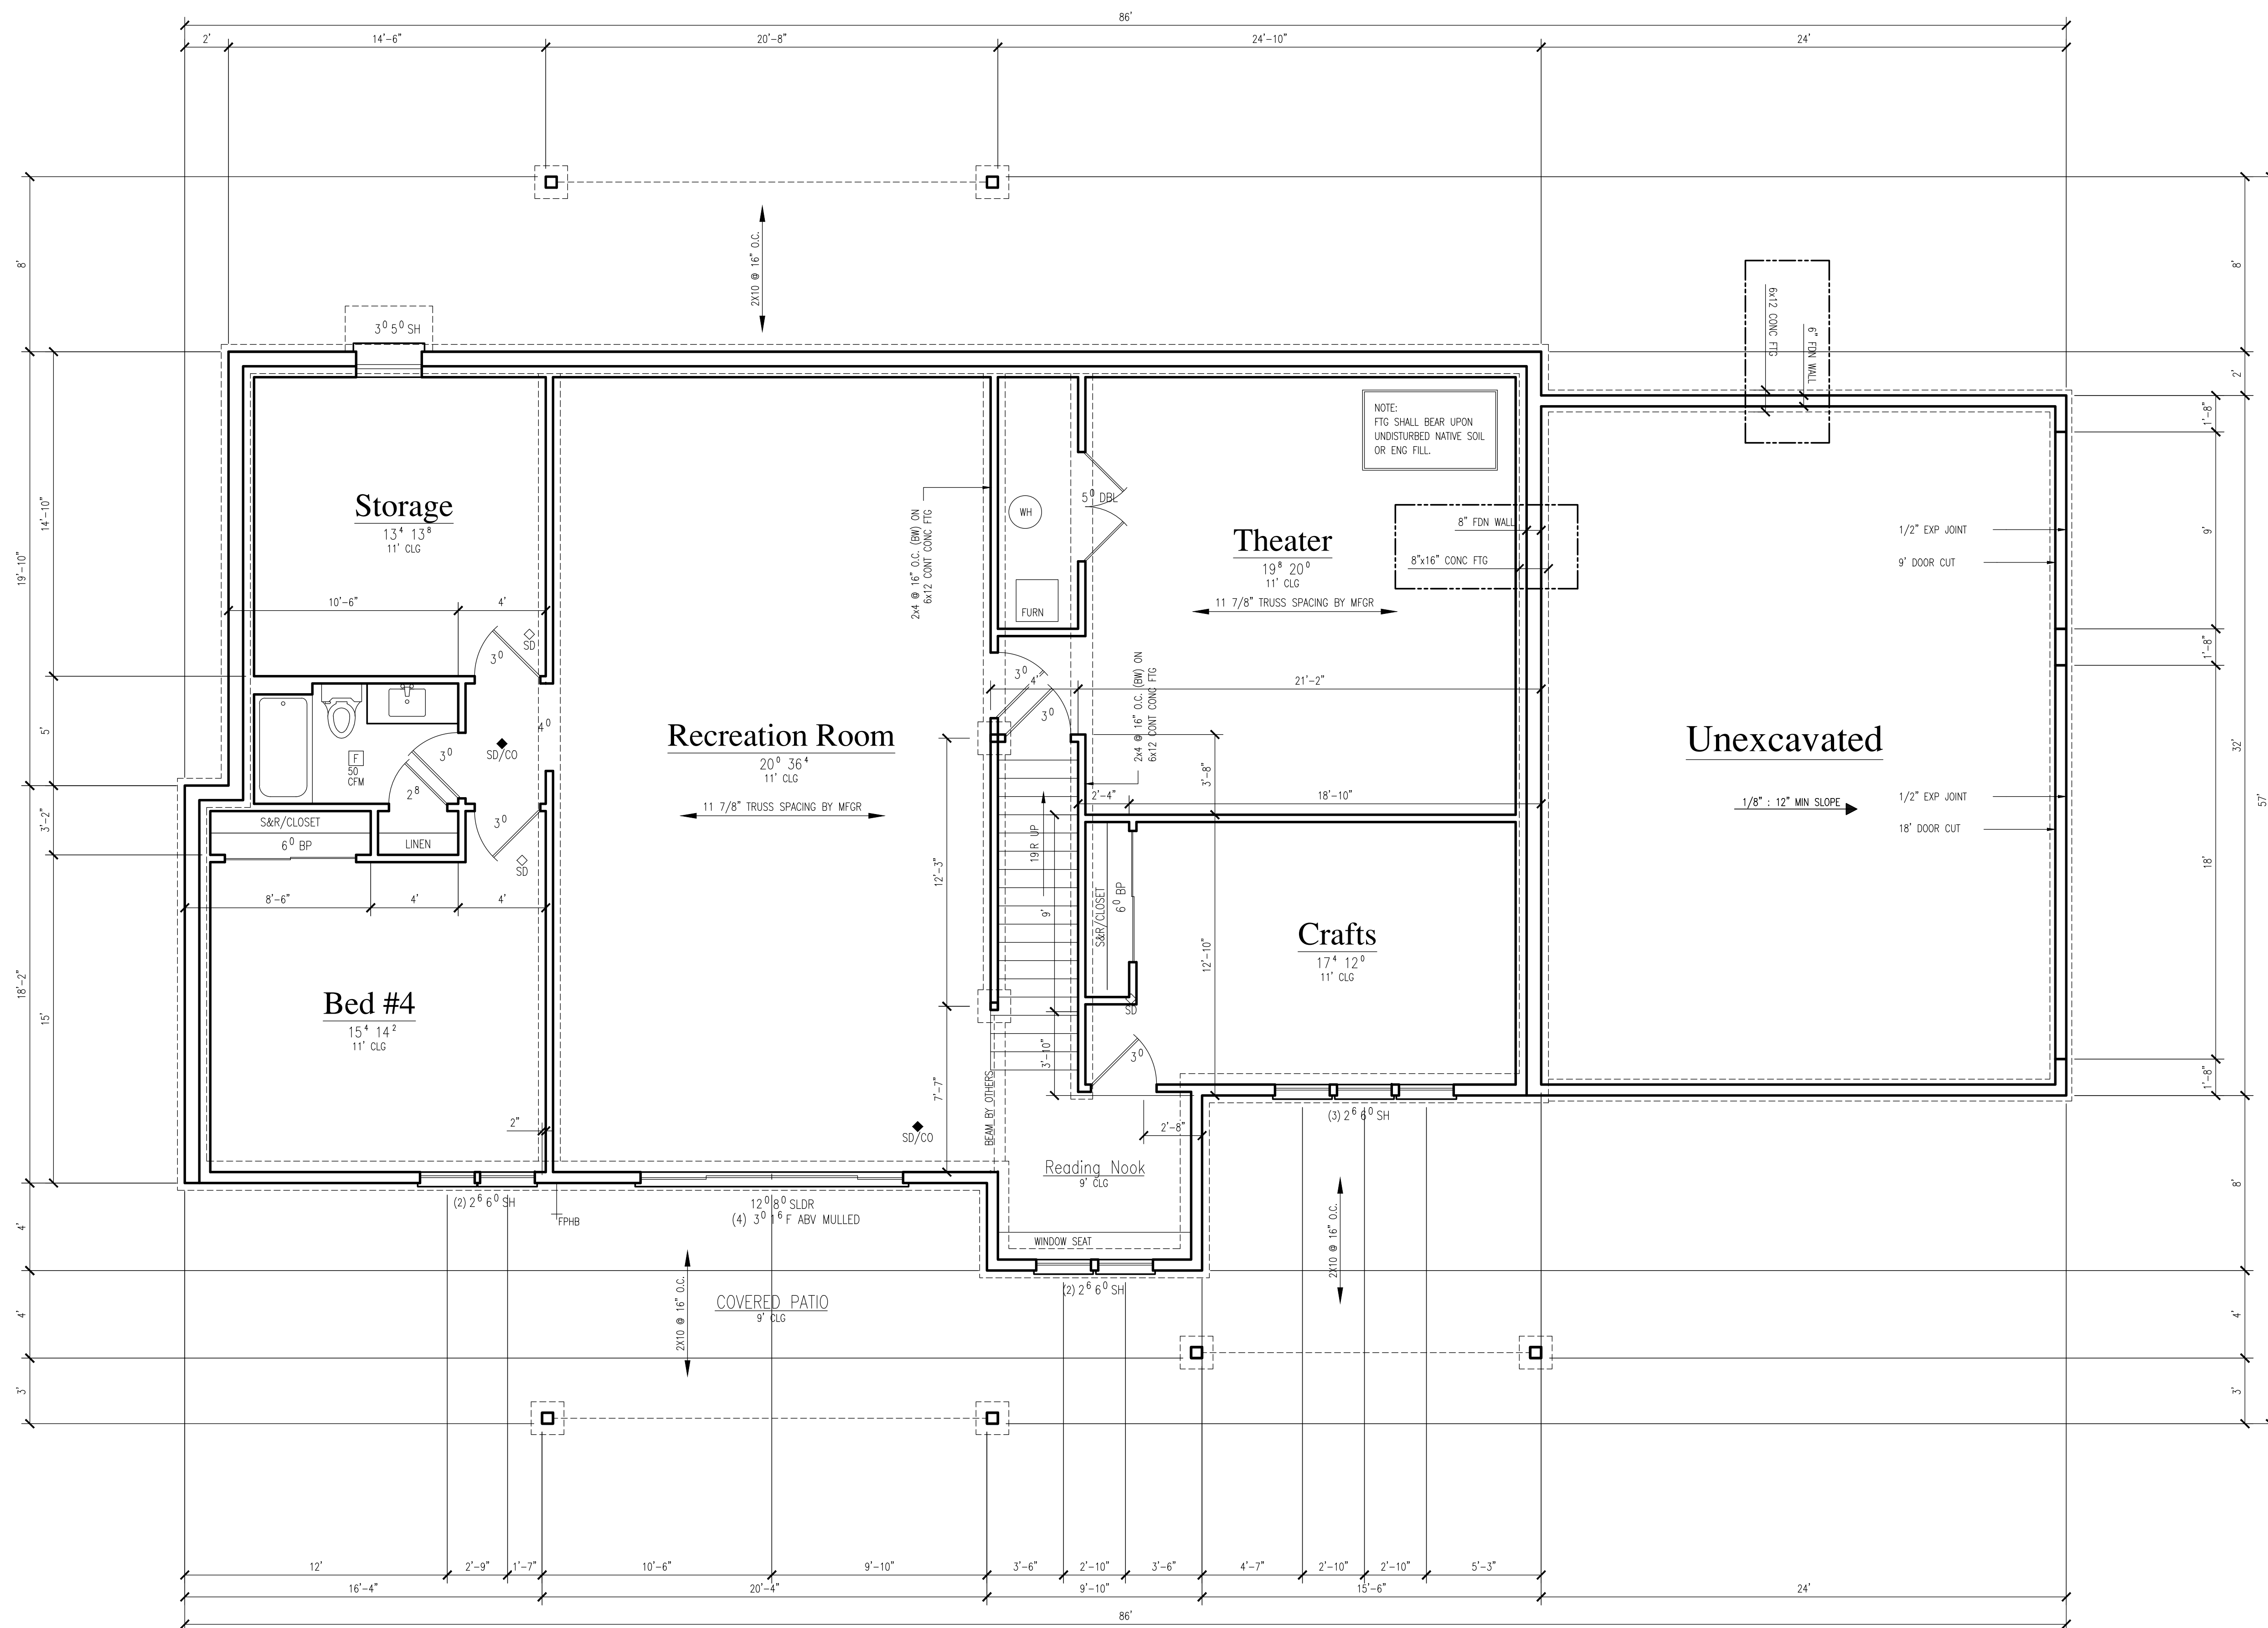 86'
2'
14'-6"
20'-8"
24'-10"
24'
8'
2X10 @ 16" O.C.
6x12 CONC FTG
6" FDN WALL
8'
3⁰ 5⁰ SH
2'
NOTE:
FTG SHALL BEAR UPON
UNDISTURBED NATIVE SOIL
OR ENG FILL.
1'-8"
14'-10"
19'-10"
Storage
13⁴ 13⁸
11' CLG
2x4 @ 16" O.C. (BW) ON
6x12 CONT CONC FTG
WH
5⁰ DBL
Theater
19⁸ 20⁰
11' CLG
11 7/8" TRUSS SPACING BY MFGR
8" FDN WALL
8"x16" CONC FTG
1/2" EXP JOINT
9' DOOR CUT
9'
FURN
10'-6"
4'
SD
3⁰
1'-8"
3⁰
4'
3⁰
21'-2"
2x4 @ 16" O.C. (BW) ON
6x12 CONT CONC FTG
5'
F
50
CFM
3⁰
2⁸
SD/CO
4⁰
Recreation Room
20⁰ 36⁴
11' CLG
11 7/8" TRUSS SPACING BY MFGR
Unexcavated
1/8" : 12" MIN SLOPE
1/2" EXP JOINT
18' DOOR CUT
32'
57'
18'
3'-8"
2'-4"
18'-10"
3'-2"
S&R/CLOSET
6⁰ BP
LINEN
3⁰
SD
19 R UP
12'-3"
9'
S&R/CLOSET
6⁰ BP
12'-10"
8'-6"
4'
4'
Crafts
17⁴ 12⁰
11' CLG
18'-2"
15'
Bed #4
15⁴ 14²
11' CLG
SD
3⁰
3'-10"
7'-7"
1'-8"
2"
SD/CO
BEAM BY OTHERS
2'-8"
(3) 2⁶ 6⁰ SH
Reading Nook
9' CLG
(2) 2⁶ 6⁰ SH
FPHB
12⁰ 8⁰ SLDR
(4) 3⁰ 1⁶ F ABV MULLED
WINDOW SEAT
8'
4'
2X10 @ 16" O.C.
2X10 @ 16" O.C.
COVERED PATIO
9' CLG
(2) 2⁶ 6⁰ SH
4'
4'
3'
3'
12'
2'-9"
1'-7"
10'-6"
9'-10"
3'-6"
2'-10"
3'-6"
4'-7"
2'-10"
2'-10"
5'-3"
16'-4"
20'-4"
9'-10"
15'-6"
24'
86'